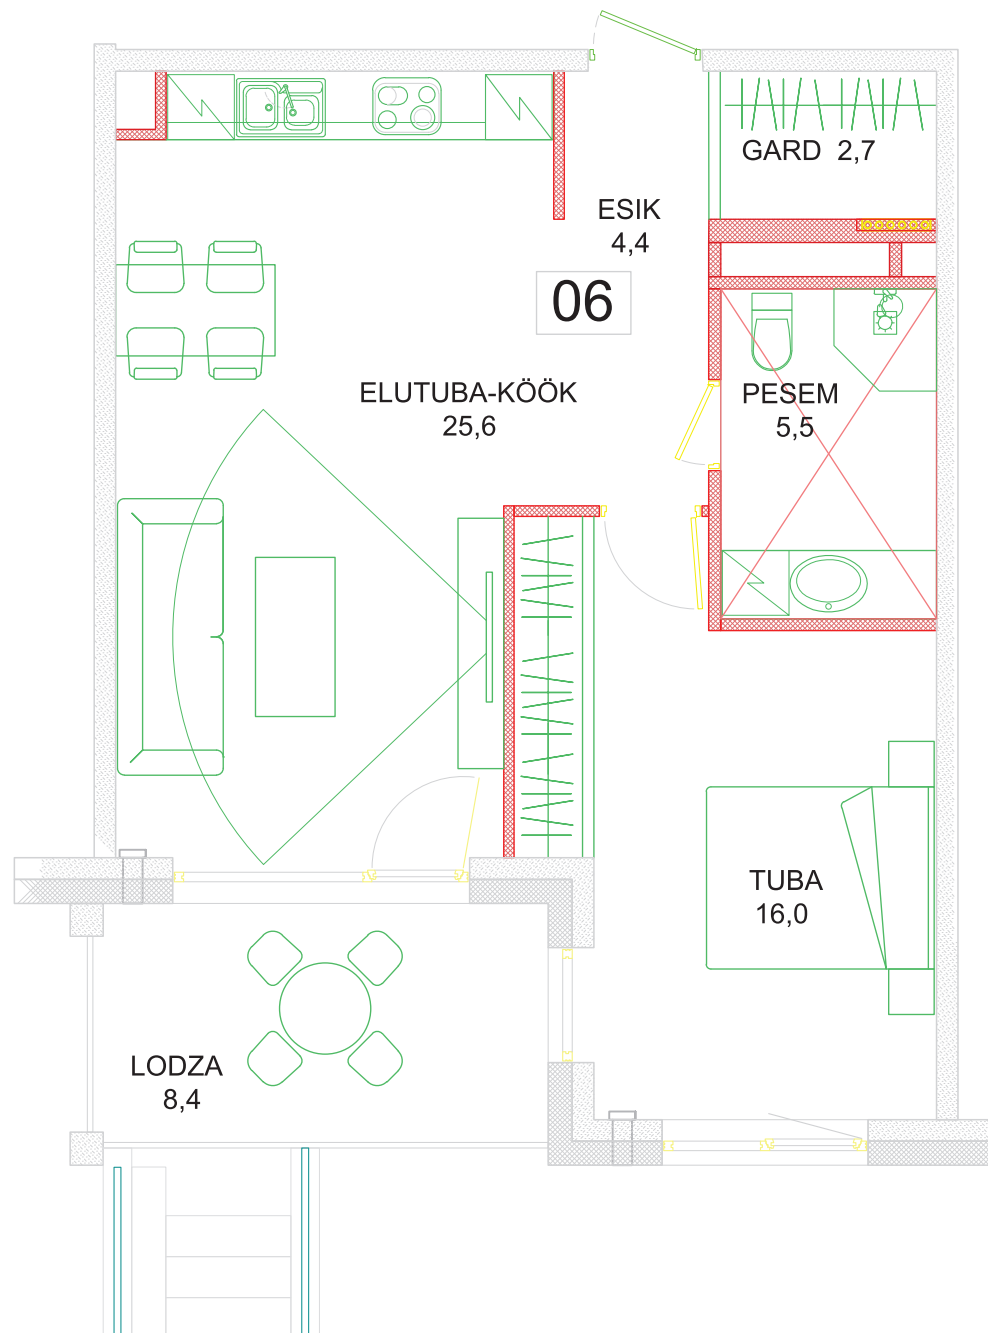 GARD 2,7
ESIK
4,4
06
ELUTUBA-KÖÖK
25,6
PESEM
5,5
TUBA
16,0
LODZA
8,4